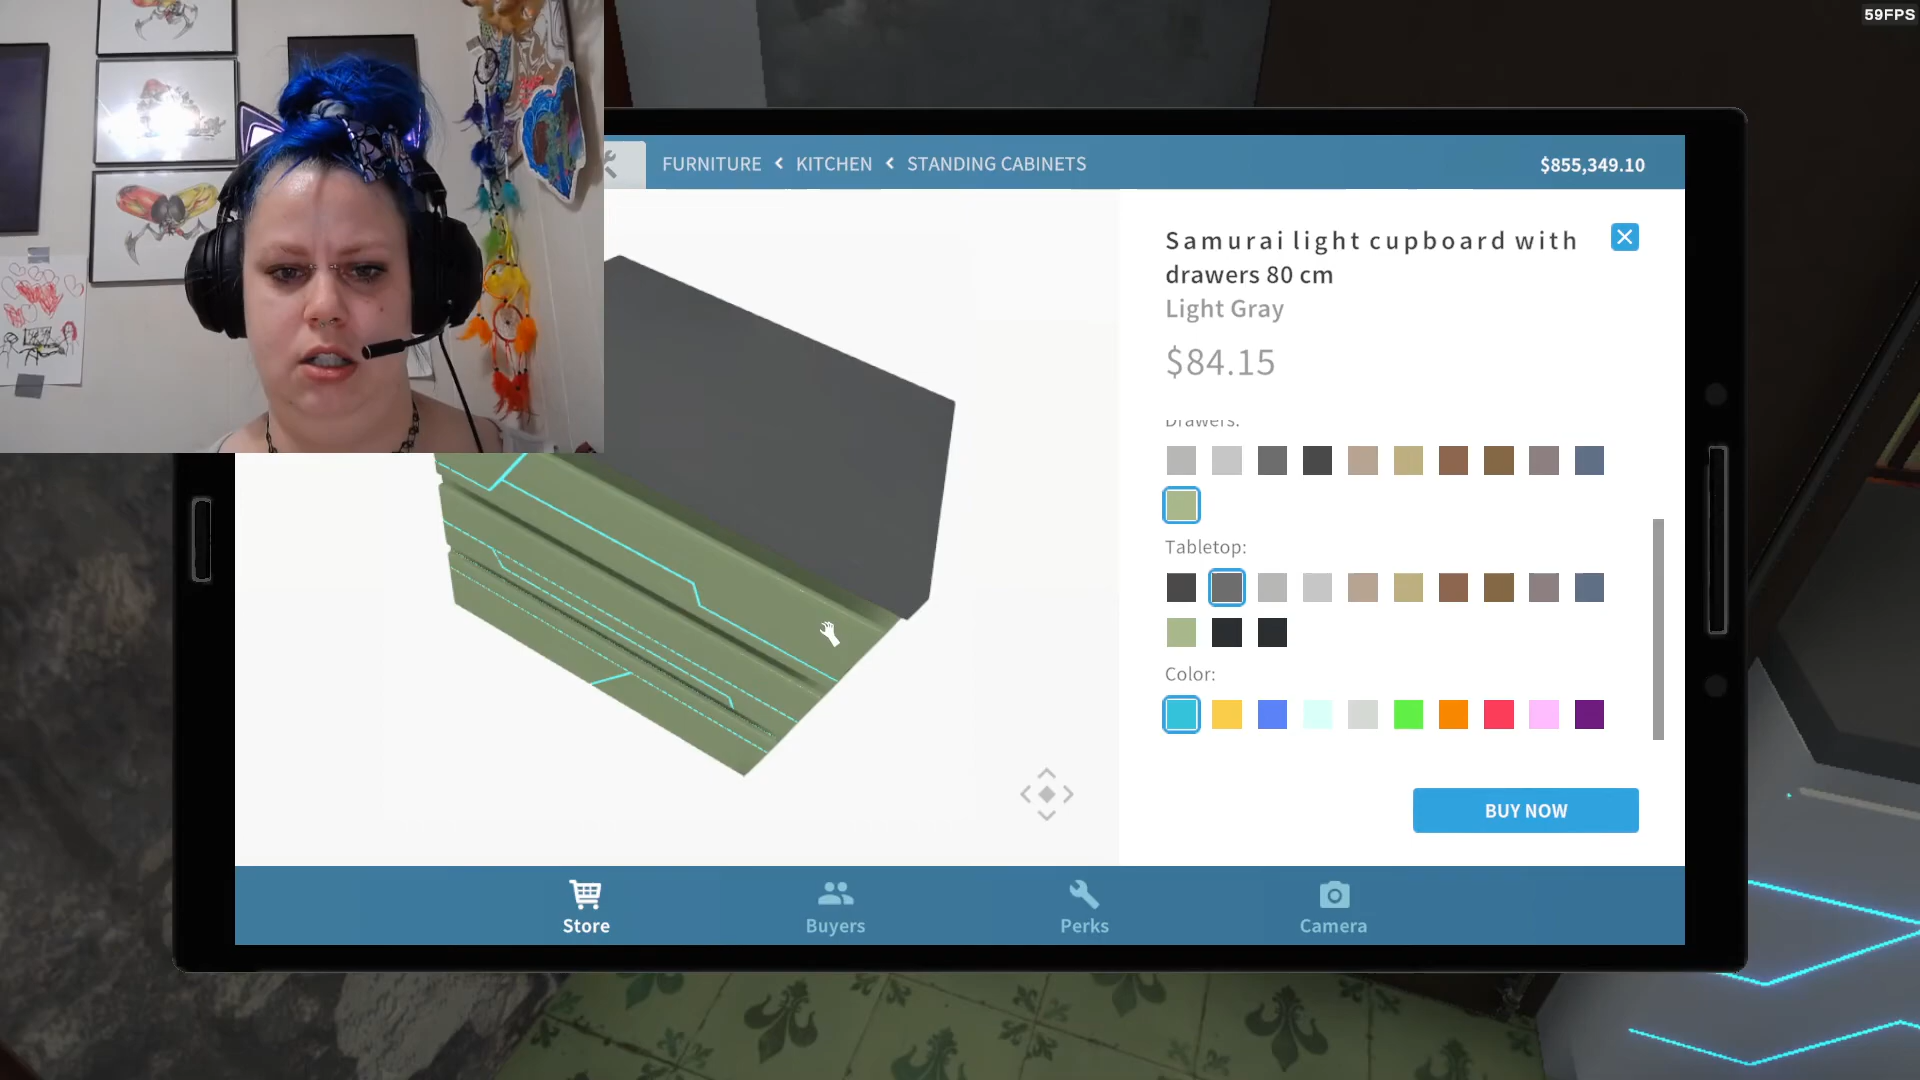 59FPS
FURNITURE < KITCHEN < STANDING CABINETS
$855,349.10
Samurai light cupboard with
drawers 80 cm
Light Gray
$84.15
Drawers:
Tabletop:
Color:
BUY NOW
Store
Buyers
Perks
Camera